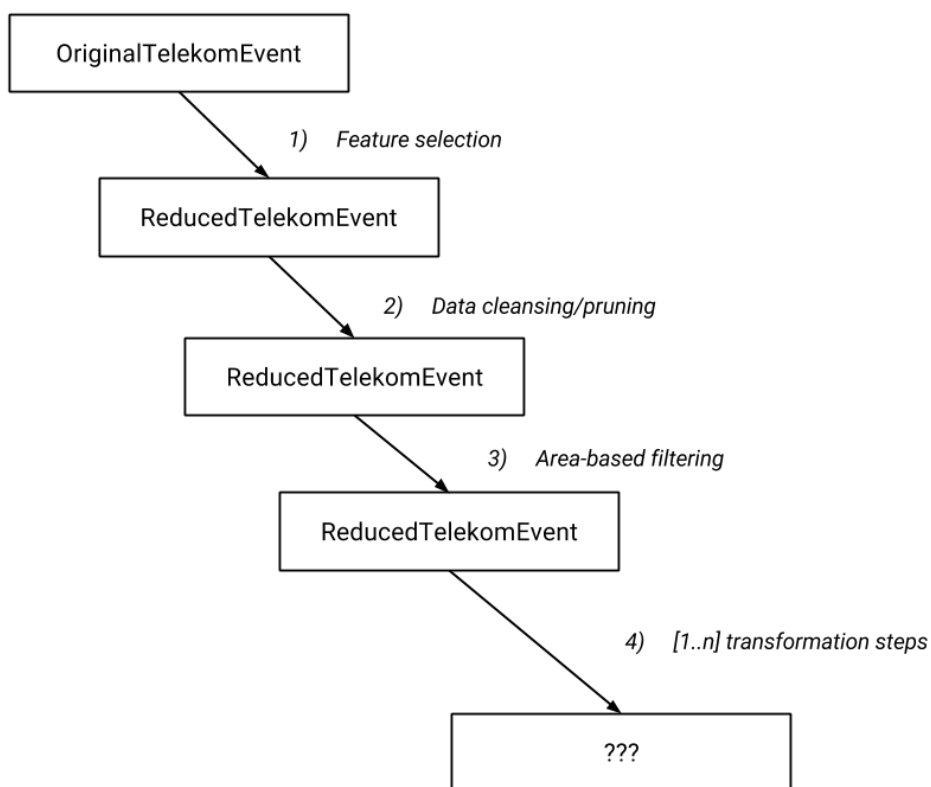 OriginalTelekomEvent
1) Feature selection
ReducedTelekomEvent
2) Data cleansing/pruning
ReducedTelekomEvent
3) Area-based filtering
ReducedTelekomEvent
4) [1..n] transformation steps
???